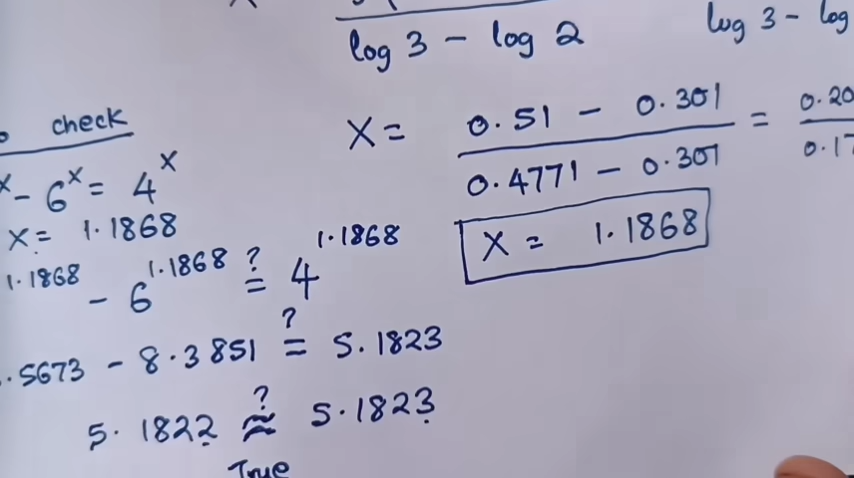 log 3 - log 2
log 3 - log
check
x - 6^x = 4^x
x = 1.1868
1.1868 - 6^1.1868 ?= 4^1.1868
.5673 - 8.3851 ?= 5.1823
5.1822 ?≈ 5.1823
True
X = 0.51 - 0.301 / 0.4771 - 0.301 = 0.20 / 0.17
X = 1.1868